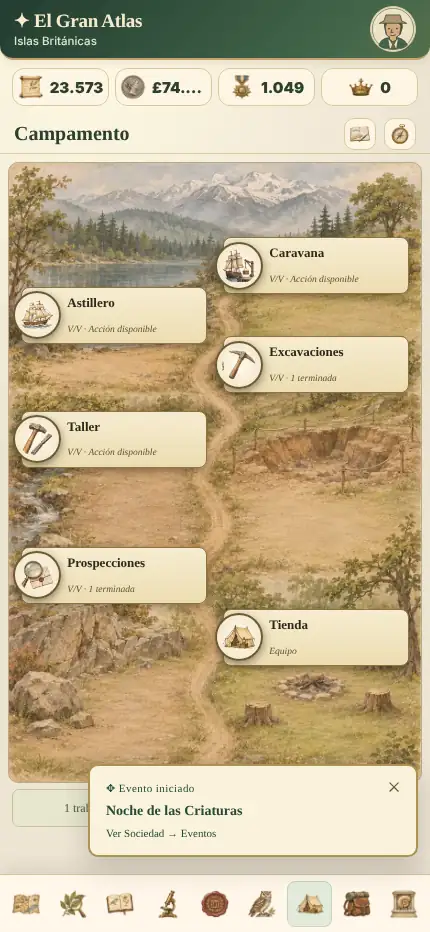 ✦ El Gran Atlas
Islas Británicas
23.573 £74.... 1.049 0
Campamento
Caravana
V/V · Acción disponible
Astillero
V/V · Acción disponible
Excavaciones
V/V · 1 terminada
Taller
V/V · Acción disponible
Prospecciones
V/V · 1 terminada
Tienda
Equipo
✥ Evento iniciado
Noche de las Criaturas
Ver Sociedad → Eventos